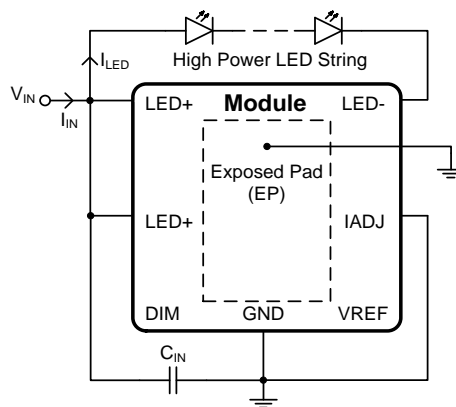 High Power LED String
I_LED
V_IN
I_IN
LED+
Module
LED-
Exposed Pad
(EP)
LED+
IADJ
DIM
GND
VREF
C_IN